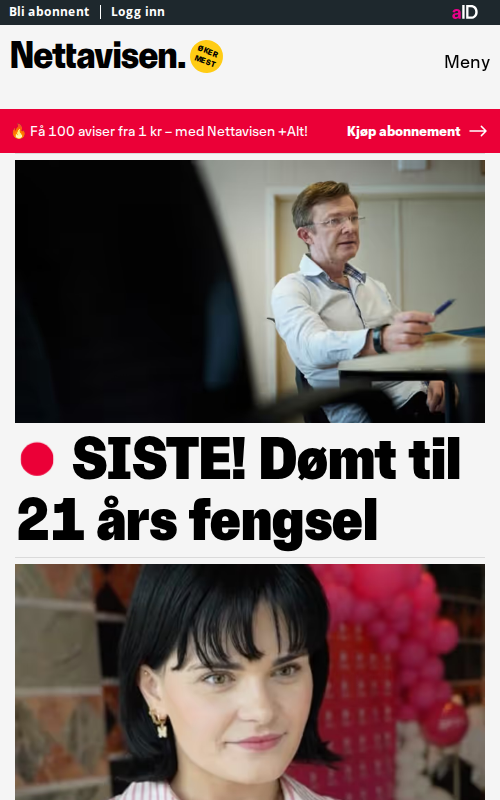 Bli abonnent | Logg inn
aID
Nettavisen.
ØKER
MEST
Meny
🔥 Få 100 aviser fra 1 kr – med Nettavisen +Alt!
Kjøp abonnement →
SISTE! Dømt til
21 års fengsel